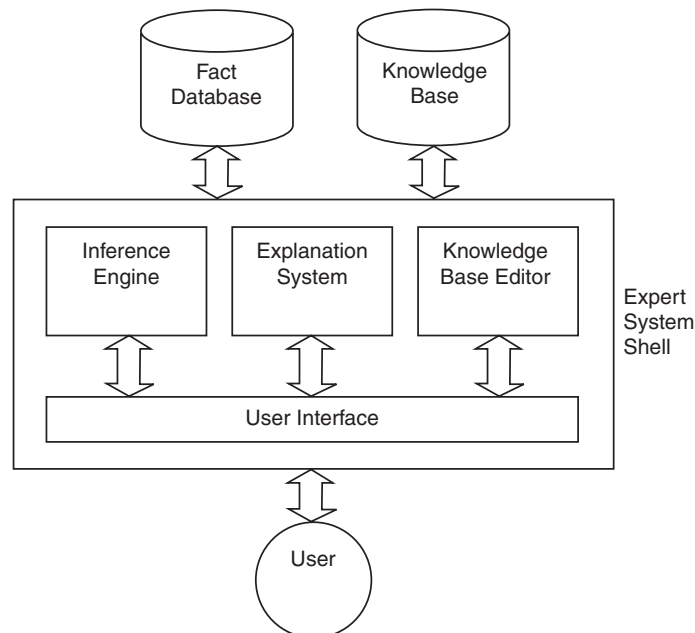 Fact
Database
Knowledge
Base
Inference
Engine
Explanation
System
Knowledge
Base Editor
Expert
System
Shell
User Interface
User